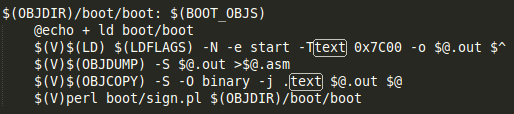 $(OBJDIR)/boot/boot: $(BOOT_OBJS)
@echo + ld boot/boot
$(V)$(LD) $(LDFLAGS) -N -e start -Ttext 0x7C00 -o $@.out $^
$(V)$(OBJDUMP) -S $@.out >$@.asm
$(V)$(OBJCOPY) -S -O binary -j .text $@.out $@
$(V)perl boot/sign.pl $(OBJDIR)/boot/boot